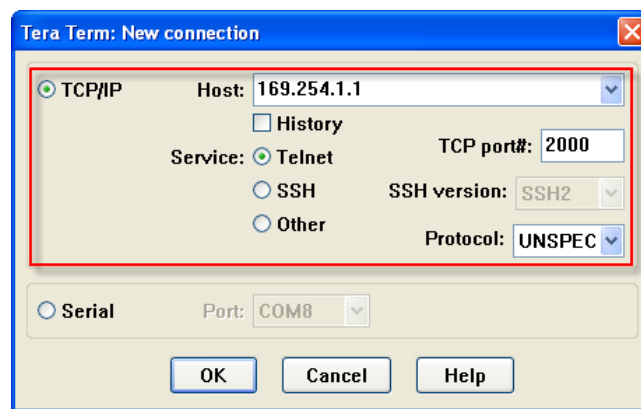 Tera Term: New connection
TCP/IP
Host: 169.254.1.1
History
Service: Telnet
TCP port#: 2000
SSH
SSH version: SSH2
Other
Protocol: UNSPEC
Serial
Port: COM8
OK
Cancel
Help